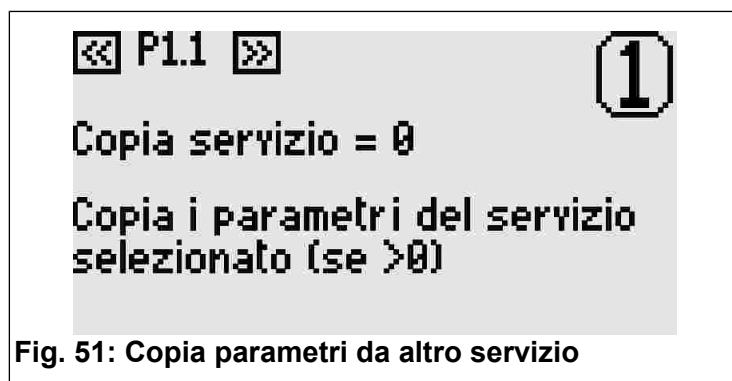 « P1.1 »
1
Copia servizio = 0
Copia i parametri del servizio
selezionato (se >0)
Fig. 51: Copia parametri da altro servizio